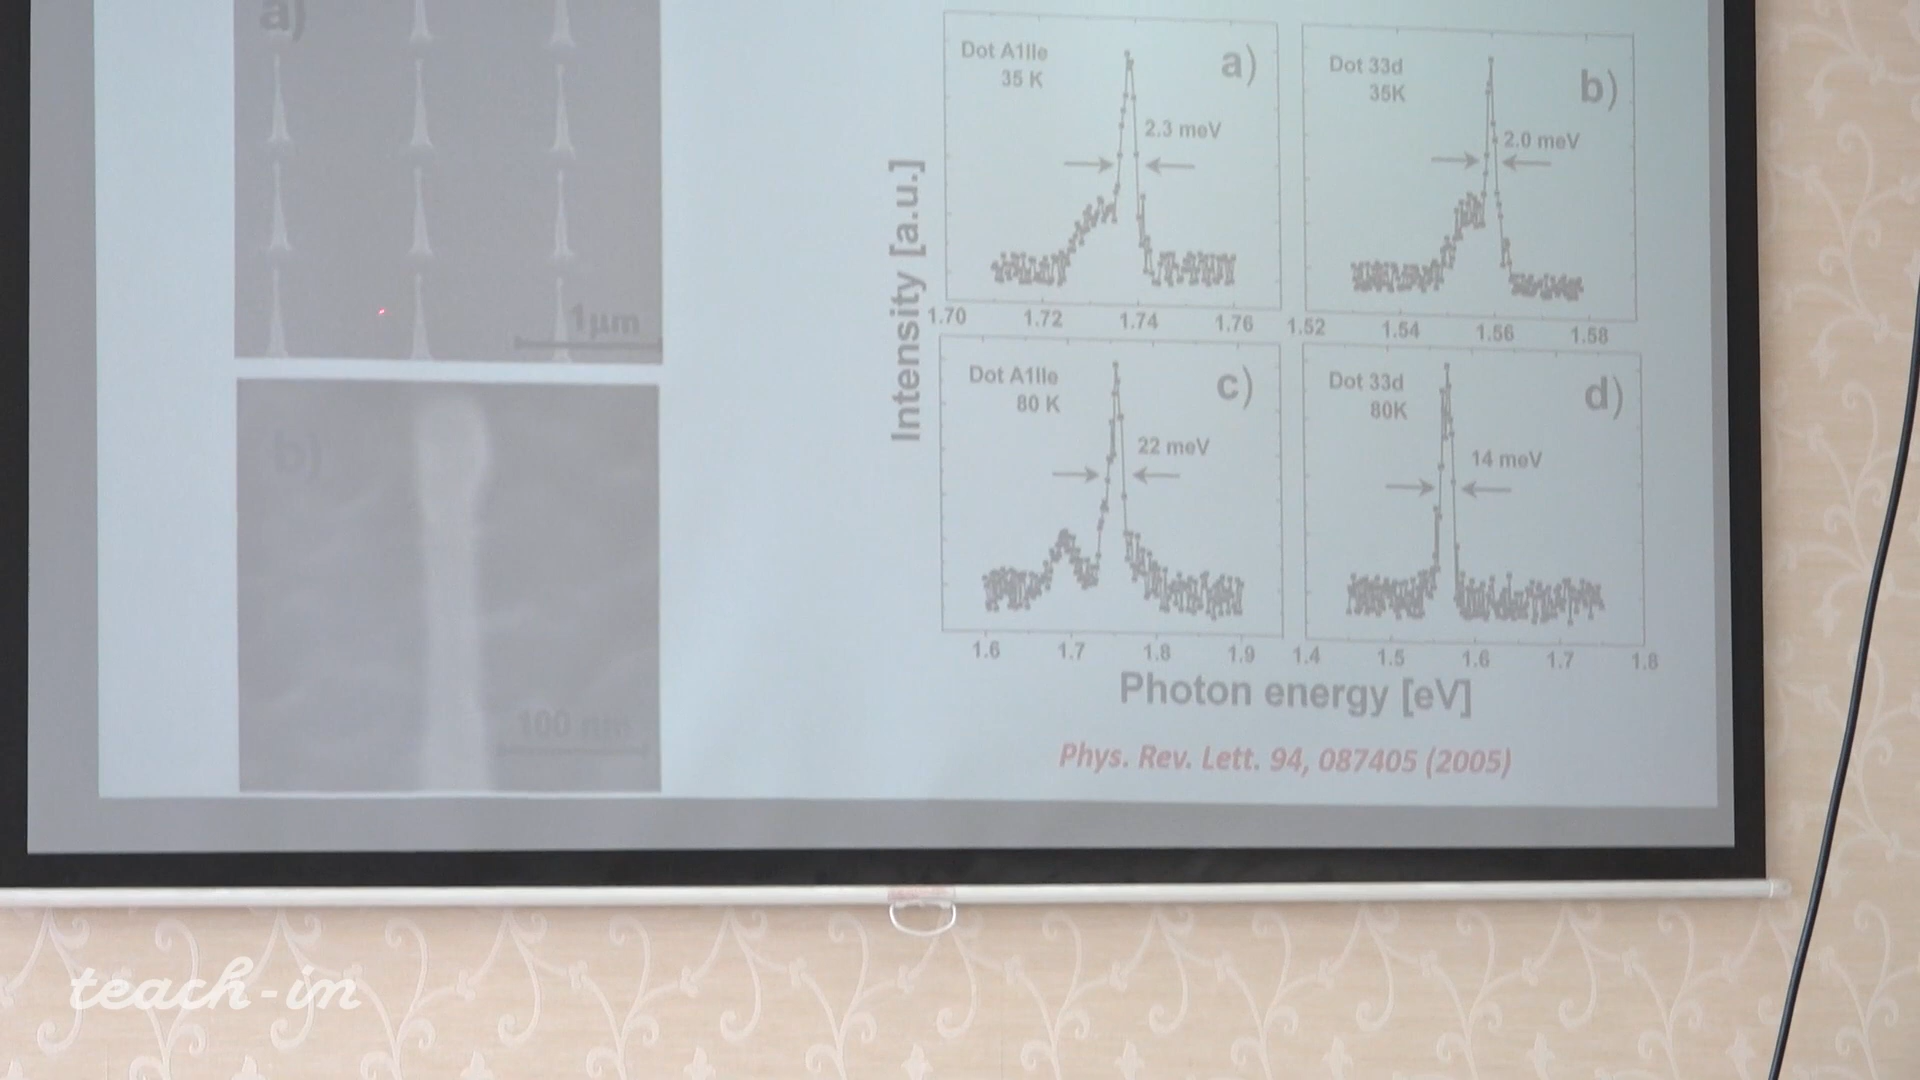 a)
1µm
b)
100 nm
Intensity [a.u.]
Dot A1IIe
35 K
a)
2.3 meV
1.70 1.72 1.74 1.76
Dot 33d
35K
b)
2.0 meV
1.52 1.54 1.56 1.58
Dot A1IIe
80 K
c)
22 meV
1.6 1.7 1.8 1.9
Dot 33d
80K
d)
14 meV
1.4 1.5 1.6 1.7 1.8
Photon energy [eV]
Phys. Rev. Lett. 94, 087405 (2005)
teach-in